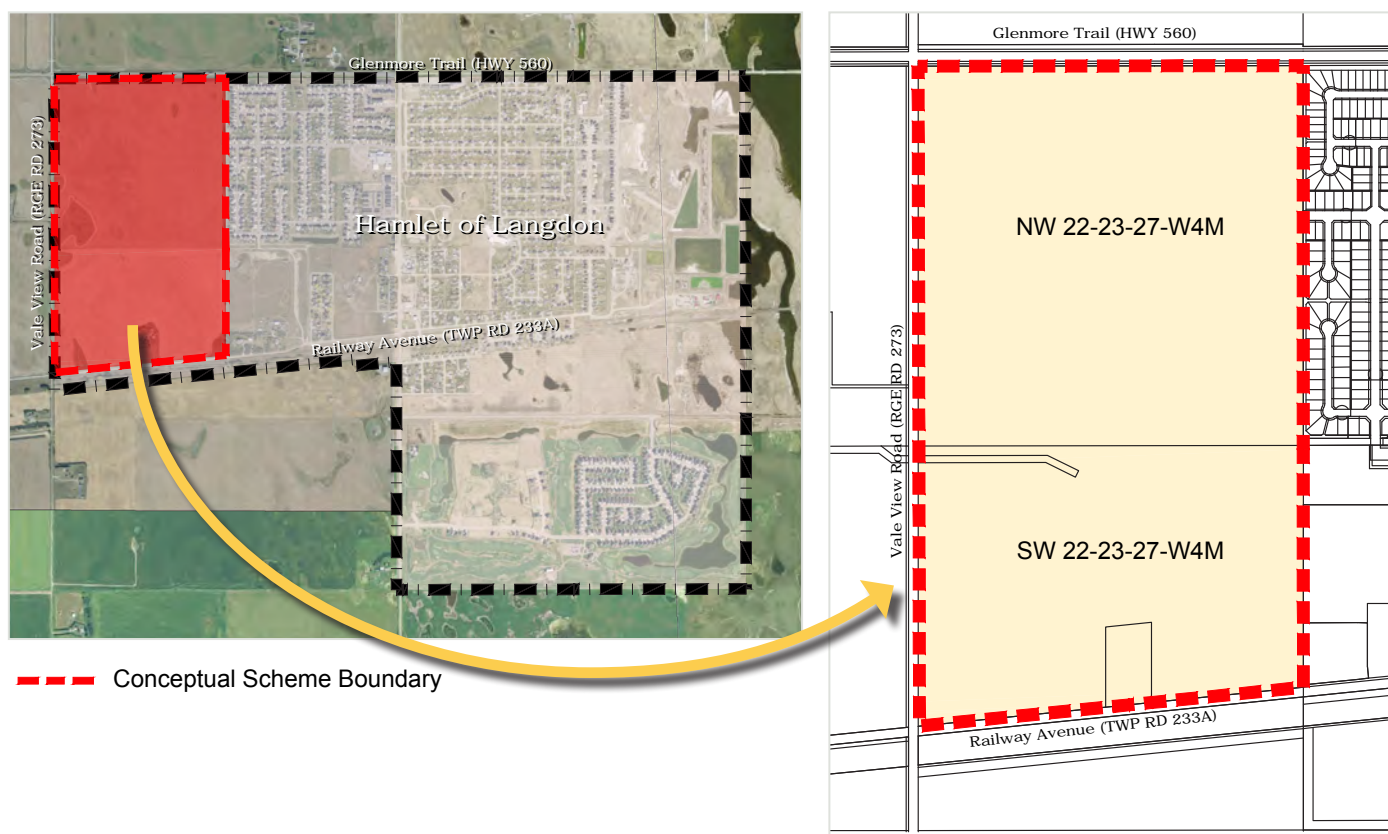 Glenmore Trail (HWY 560)
Vale View Road (RGE RD 273)
Hamlet of Langdon
Railway Avenue (TWP RD 233A)
Conceptual Scheme Boundary
Glenmore Trail (HWY 560)
NW 22-23-27-W4M
Vale View Road (RGE RD 273)
SW 22-23-27-W4M
Railway Avenue (TWP RD 233A)